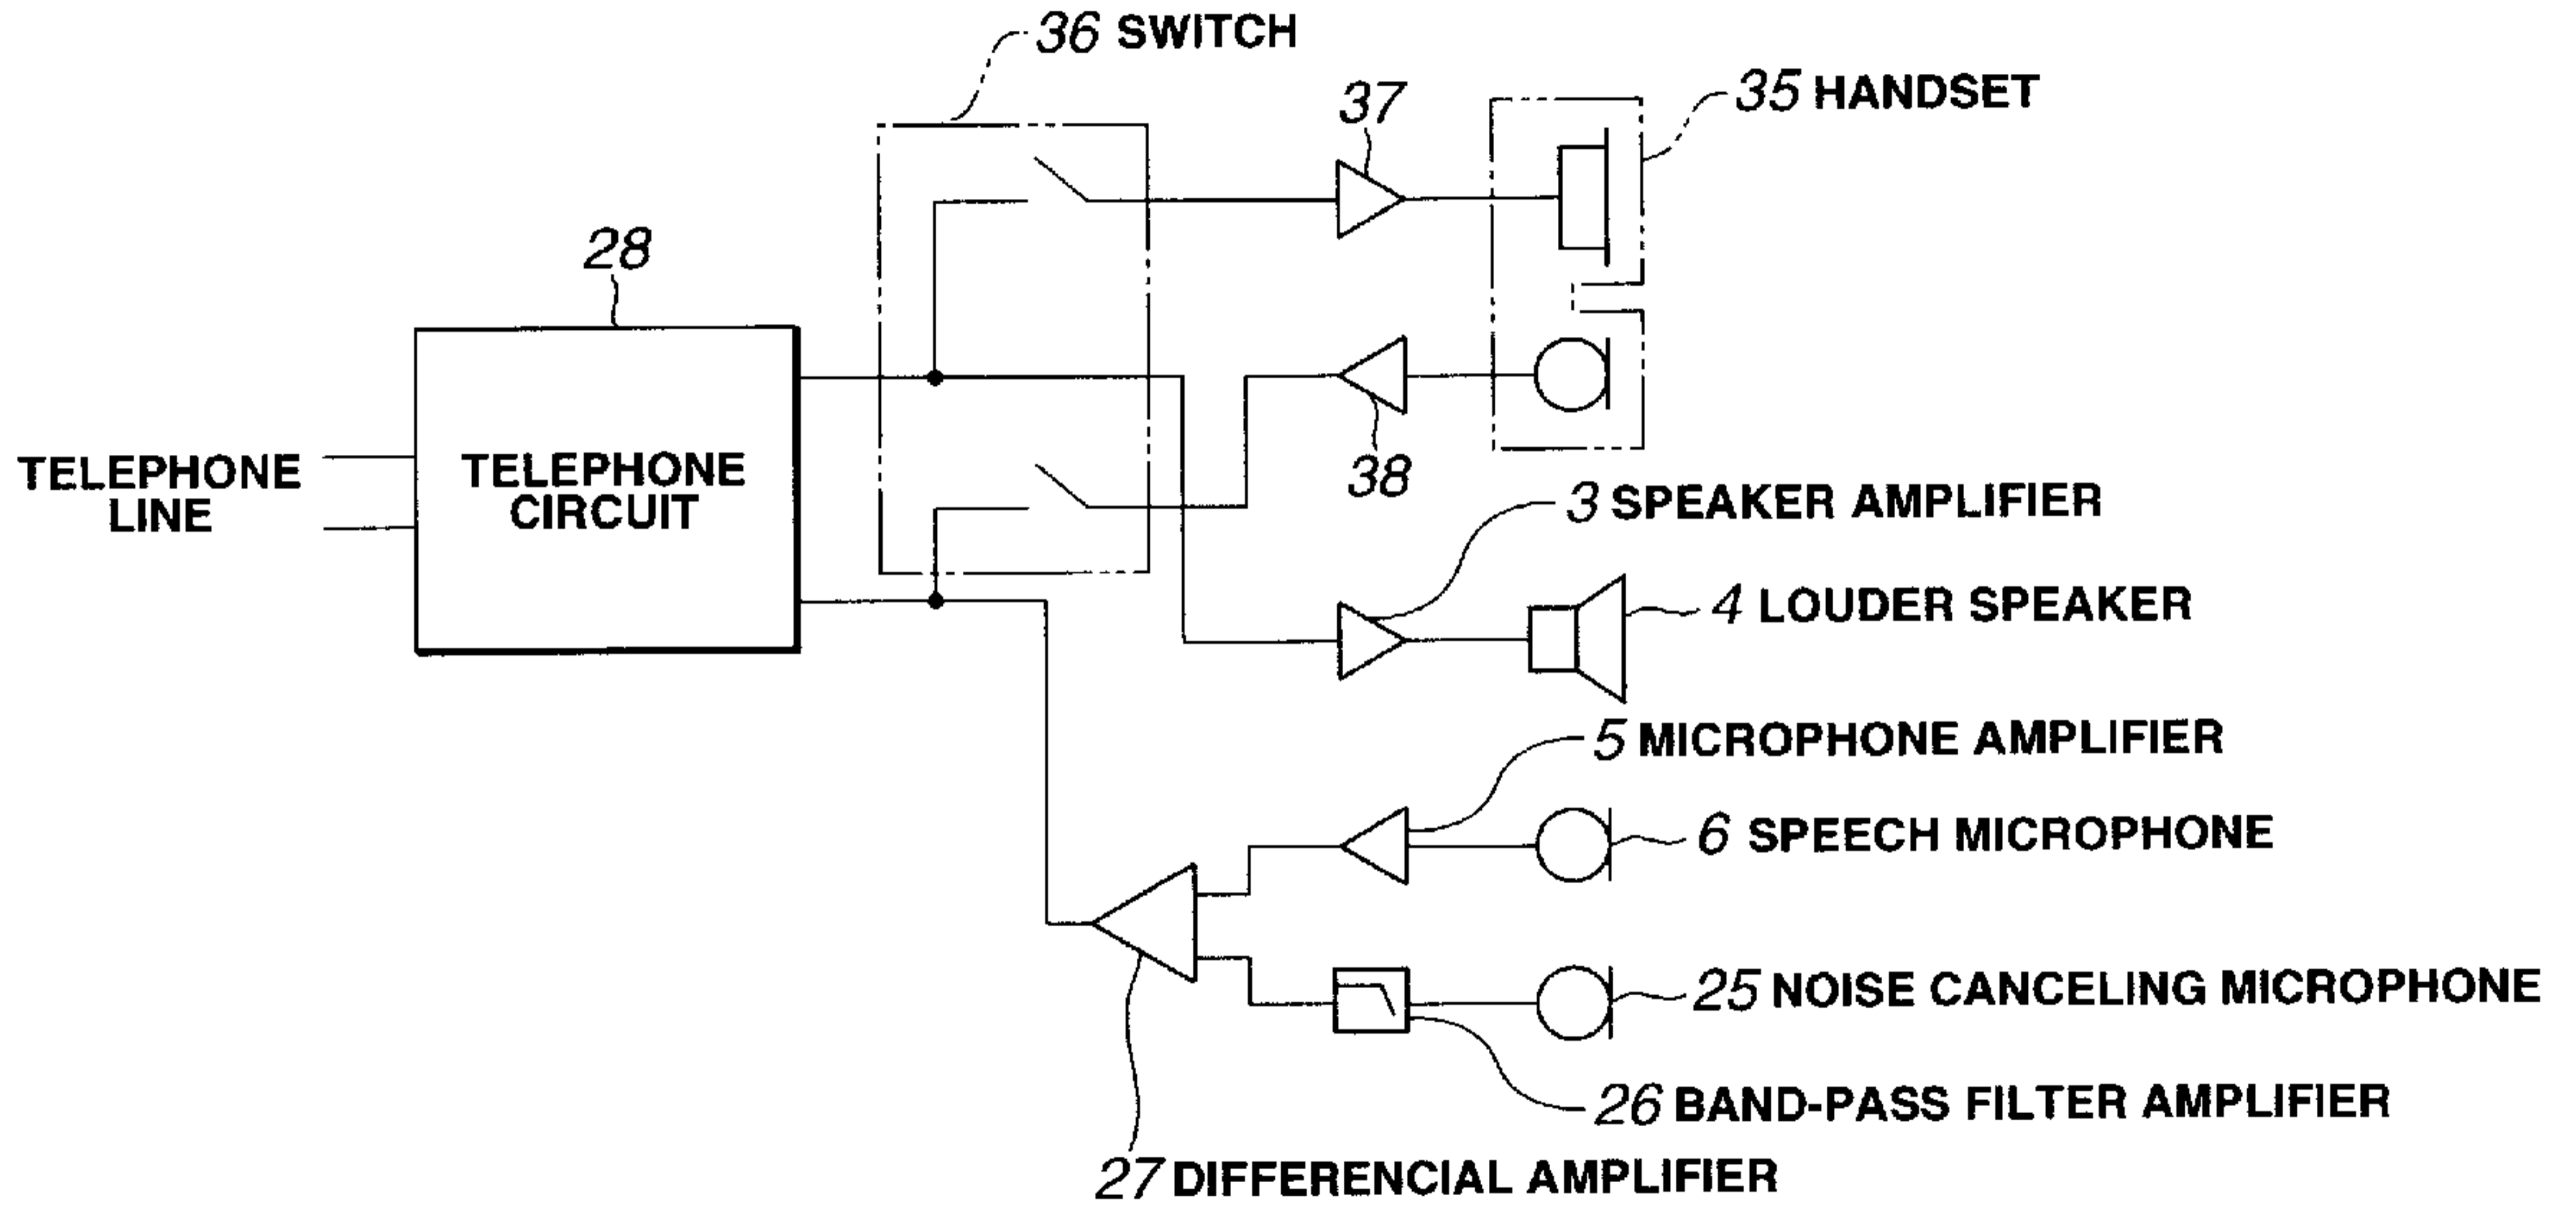 36 SWITCH
37
35 HANDSET
28
TELEPHONE
LINE
TELEPHONE
CIRCUIT
38
3 SPEAKER AMPLIFIER
4 LOUDER SPEAKER
5 MICROPHONE AMPLIFIER
6 SPEECH MICROPHONE
25 NOISE CANCELING MICROPHONE
26 BAND-PASS FILTER AMPLIFIER
27 DIFFERENCIAL AMPLIFIER